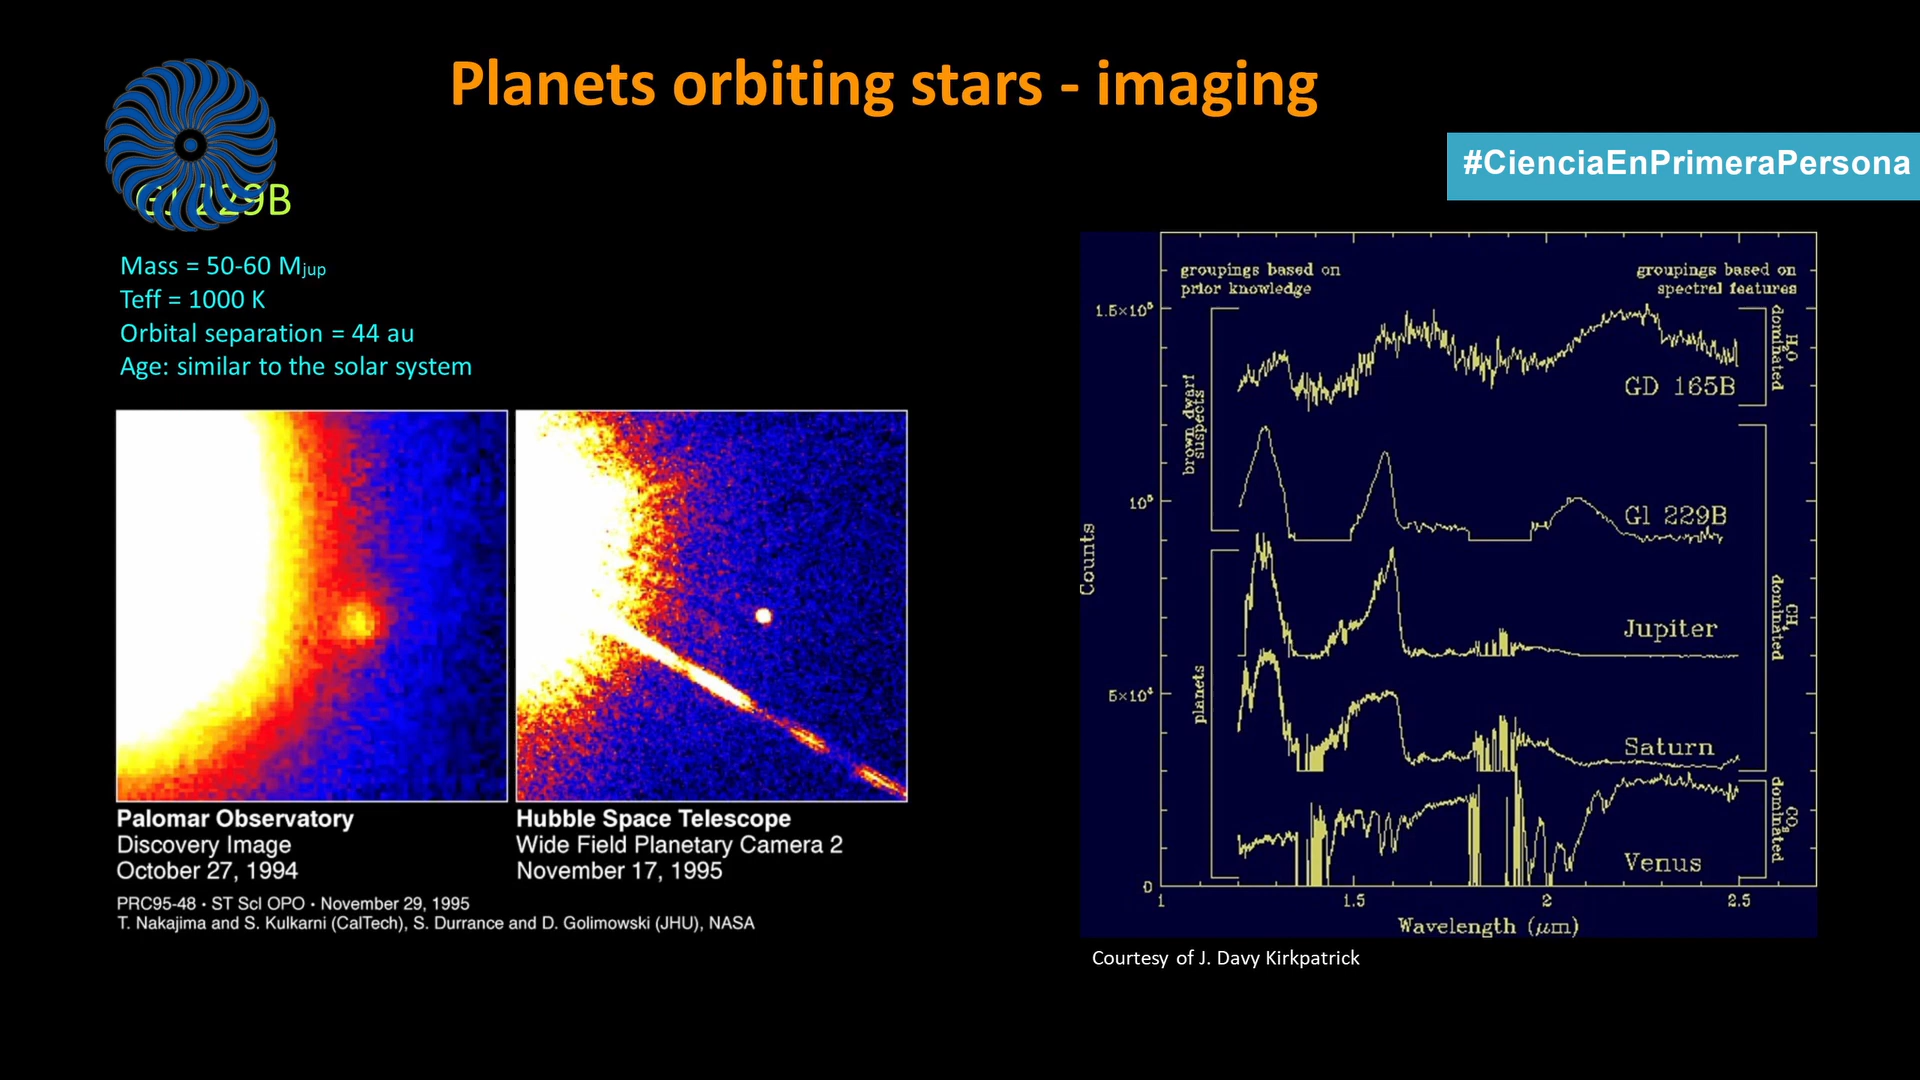 Planets orbiting stars - imaging
#CienciaEnPrimeraPersona
Gl 229B
Mass = 50-60 Mjup
Teff = 1000 K
Orbital separation = 44 au
Age: similar to the solar system
Palomar Observatory
Discovery Image
October 27, 1994
Hubble Space Telescope
Wide Field Planetary Camera 2
November 17, 1995
PRC95-48 · ST ScI OPO · November 29, 1995
T. Nakajima and S. Kulkarni (CalTech), S. Durrance and D. Golimowski (JHU), NASA
groupings based on
prior knowledge
groupings based on
spectral features
1.5×10⁵
10⁵
5×10⁴
0
Counts
brown dwarf
suspects
planets
GD 165B
Gl 229B
Jupiter
Saturn
Venus
H₂O
dominated
CH₄
dominated
CO₂
dominated
1
1.5
2
2.5
Wavelength (μm)
Courtesy of J. Davy Kirkpatrick